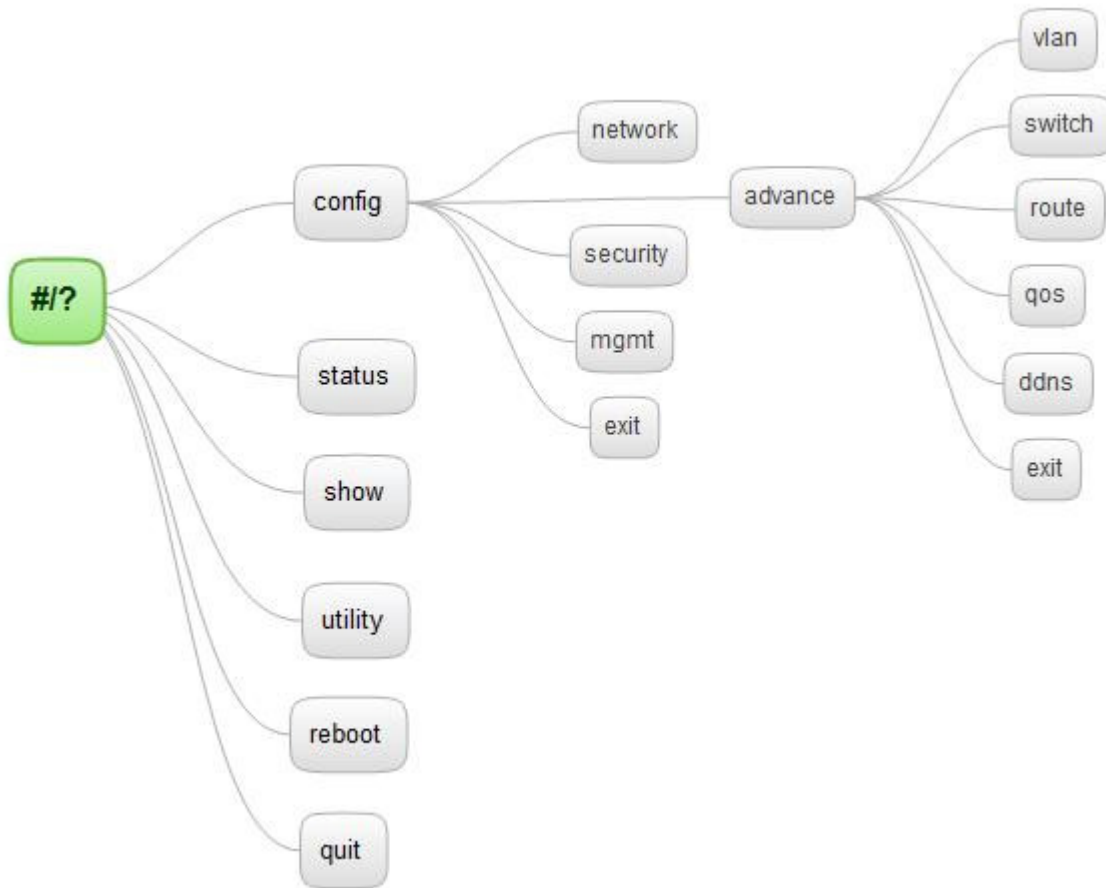 #/?
config
network
advance
vlan
switch
route
qos
ddns
exit
security
mgmt
exit
status
show
utility
reboot
quit